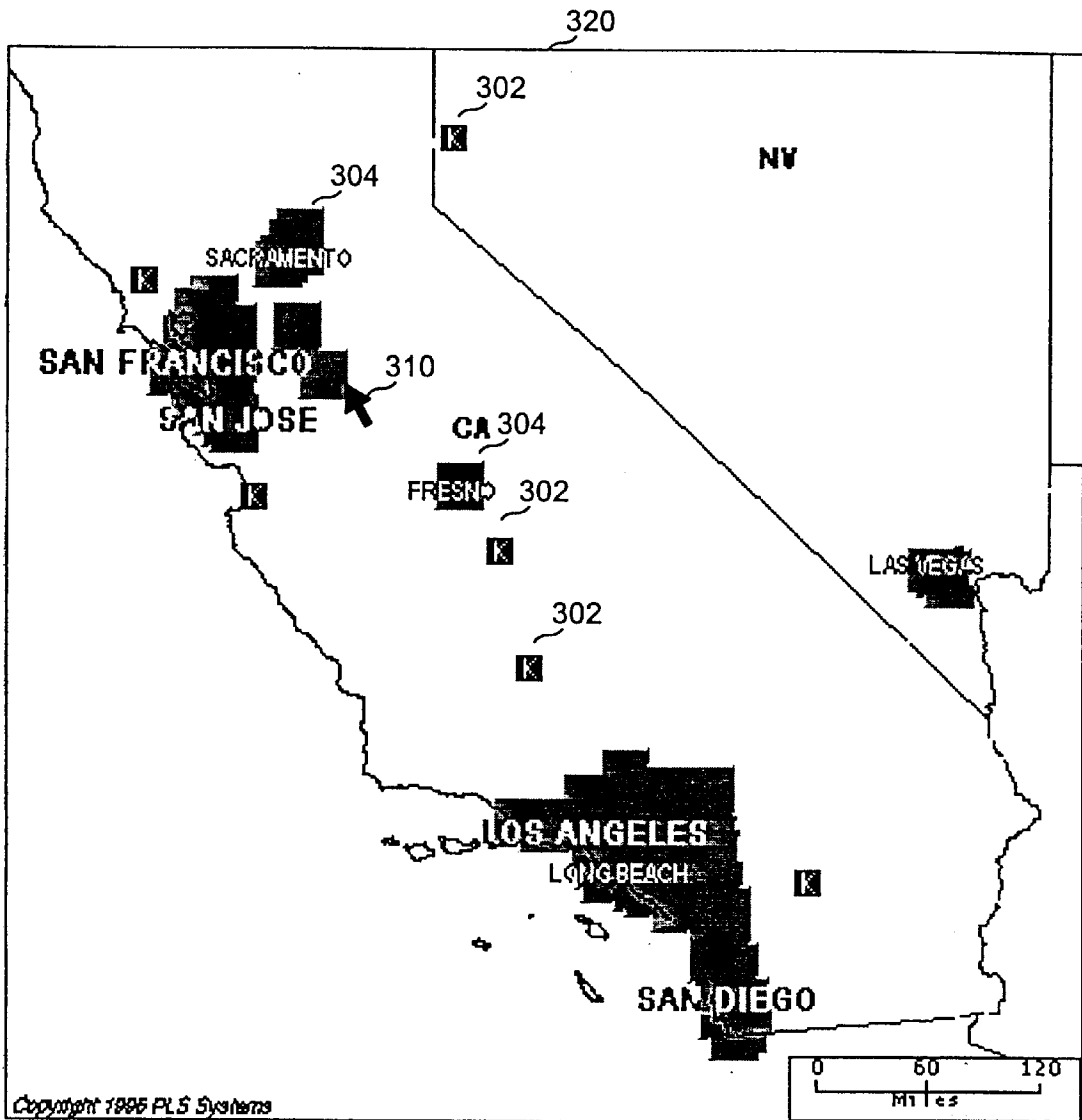 320
302
K
NV
304
SACRAMENTO
K
SAN FRANCISCO
310
SAN JOSE
CA
304
FRESNO
K
302
K
302
K
LAS VEGAS
LOS ANGELES
LONG BEACH
K
SAN DIEGO
0 60 120
Miles
Copyright 1996 PLS Systems